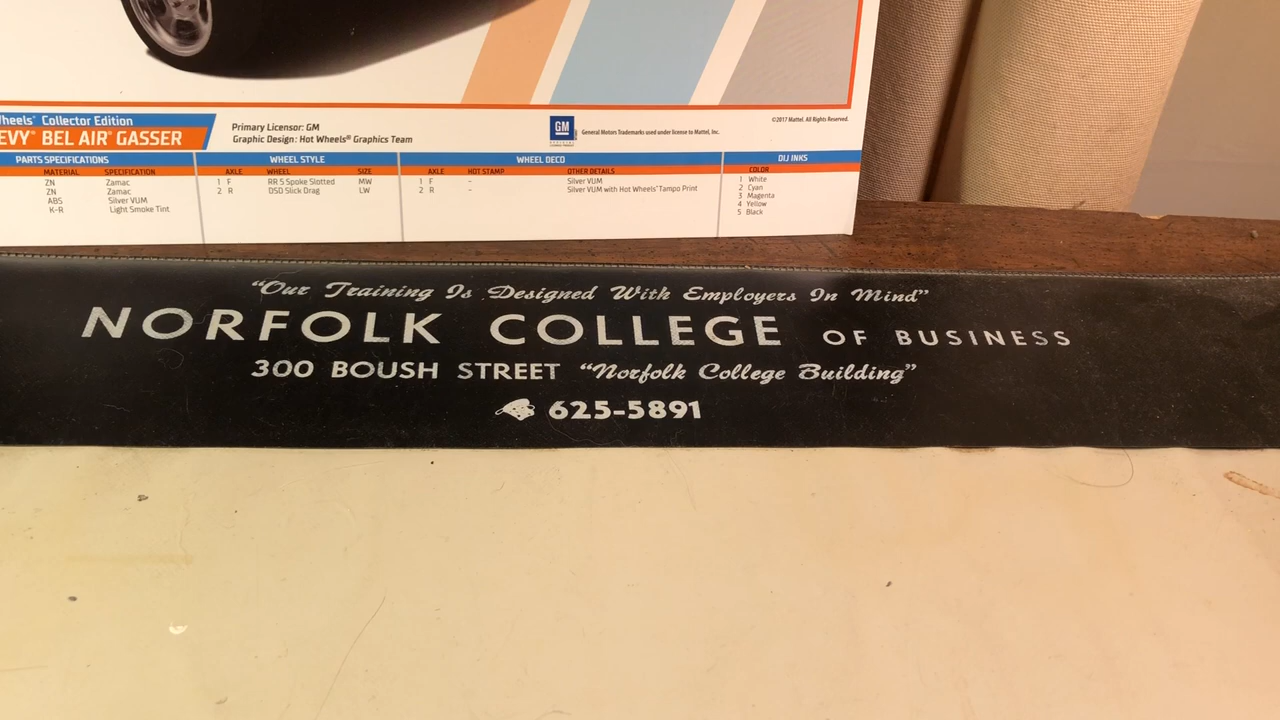 Wheels® Collector Edition
EVY® BEL AIR® GASSER
Primary Licensor: GM
Graphic Design: Hot Wheels® Graphics Team
GM
General Motors Trademarks used under license to Mattel, Inc.
©2017 Mattel. All Rights Reserved.
PARTS SPECIFICATIONS WHEEL STYLE WHEEL DECO DIJ INKS
MATERIAL SPECIFICATION AXLE WHEEL SIZE AXLE HOT STAMP OTHER DETAILS COLOR
ZN Zamac 1 F RR 5 Spoke Slotted MW 1 F - Silver VUM 1 White
ZN Zamac 2 R DSD Slick Drag LW 2 R - Silver VUM with Hot Wheels® Tampo Print 2 Cyan
ABS Silver VUM 3 Magenta
K-R Light Smoke Tint 4 Yellow
5 Black
"Our Training Is Designed With Employers In Mind"
NORFOLK COLLEGE OF BUSINESS
300 BOUSH STREET "Norfolk College Building"
625-5891